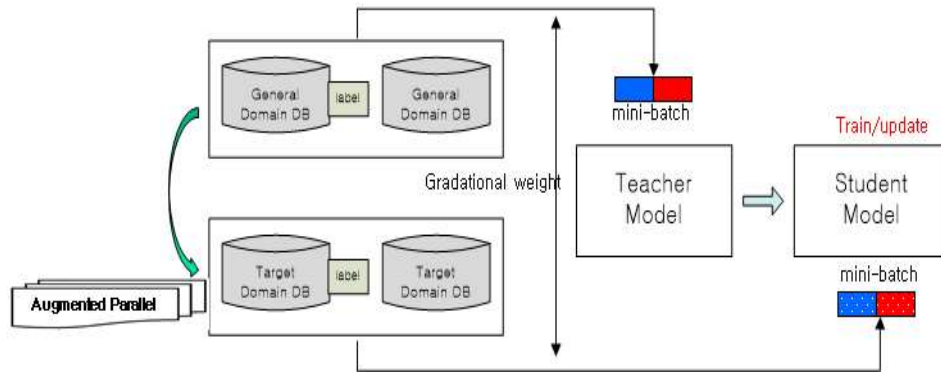 General
Domain DB
label
General
Domain DB
mini-batch
Train/update
Gradational weight
Teacher
Model
Student
Model
Target
Domain DB
label
Target
Domain DB
mini-batch
Augmented Parallel